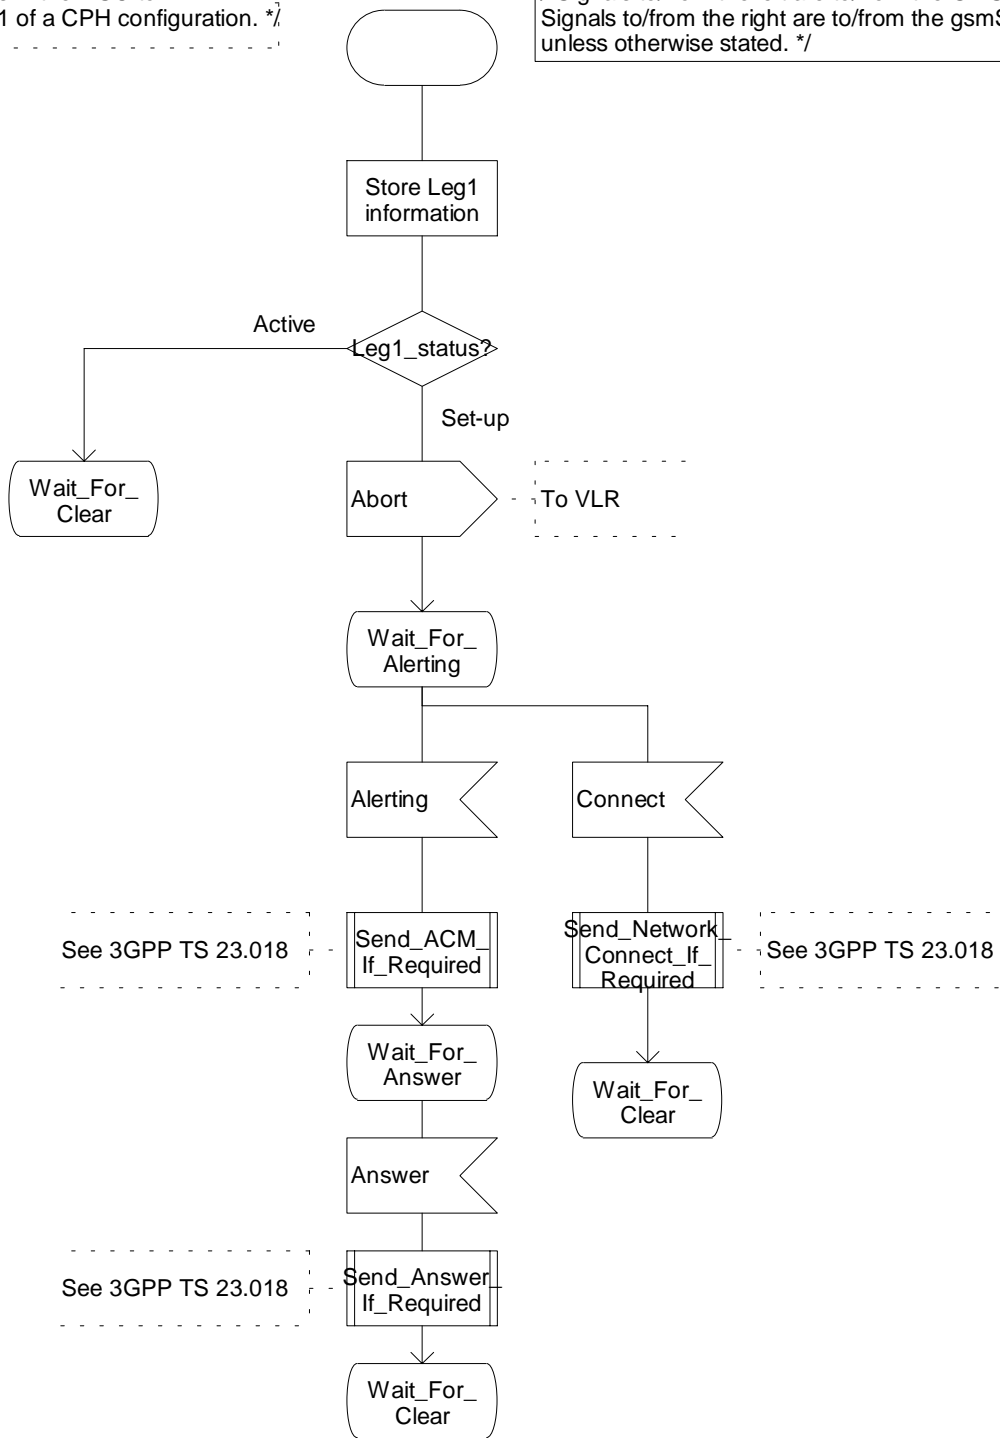 1 of a CPH configuration. */
Signals to/from the right are to/from the gsmS
unless otherwise stated. */
Store Leg1
information
Active
Leg1_status?
Set-up
Wait_For_
Clear
Abort
To VLR
Wait_For_
Alerting
Alerting
Connect
See 3GPP TS 23.018
Send_ACM_
If_Required
Send_Network_
Connect_If_
Required
See 3GPP TS 23.018
Wait_For_
Answer
Wait_For_
Clear
Answer
See 3GPP TS 23.018
Send_Answer_
If_Required
Wait_For_
Clear